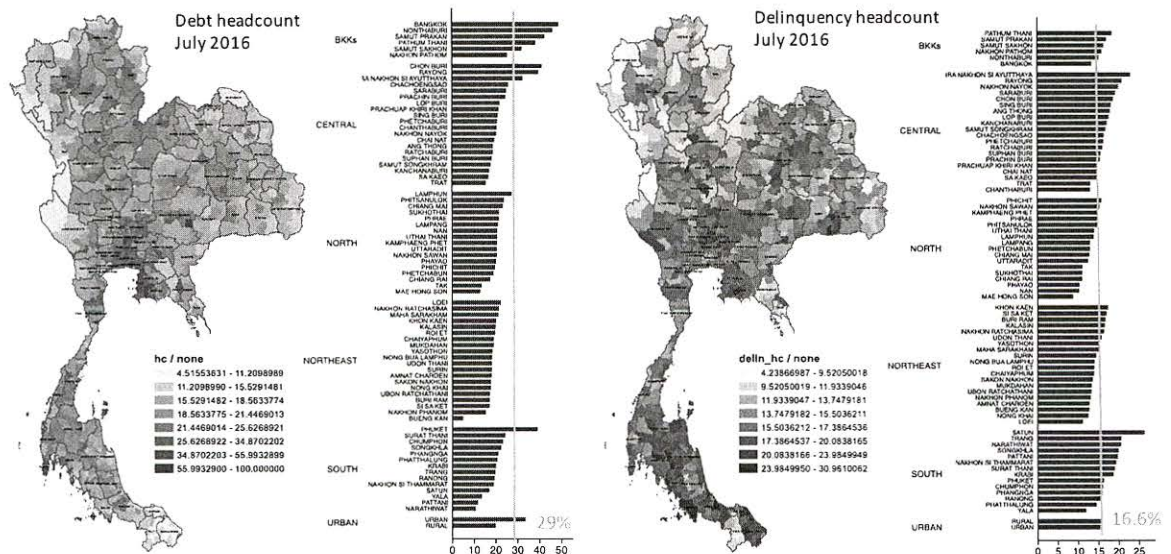 Debt headcount
July 2016
BKKs
BANGKOK
NONTHABURI
SAMUT PRAKAN
PATHUM THANI
SAMUT SAKHON
NAKHON PATHOM
CENTRAL
CHON BURI
RAYONG
RA NAKHON SI AYUTTHAYA
CHACHOENGSAO
SARABURI
PRACHIN BURI
LOP BURI
PRACHUAP KHIRI KHAN
SING BURI
PHETCHABURI
CHANTHABURI
NAKHON NAYOK
CHAI NAT
ANG THONG
RATCHABURI
SUPHAN BURI
SAMUT SONGKHRAM
KANCHANABURI
SA KAEO
TRAT
NORTH
LAMPHUN
PHITSANULOK
CHIANG MAI
SUKHOTHAI
PHRAE
LAMPANG
NAN
UTHAI THANI
KAMPHAENG PHET
UTTARADIT
NAKHON SAWAN
PHAYAO
PHICHIT
PHETCHABUN
CHIANG RAI
TAK
MAE HONG SON
NORTHEAST
LOEI
NAKHON RATCHASIMA
MAHA SARAKHAM
KHON KAEN
KALASIN
ROI ET
CHAIYAPHUM
MUKDAHAN
YASOTHON
NONG BUA LAMPHU
UDON THANI
SURIN
AMNAT CHAROEN
SAKON NAKHON
NONG KHAI
UBON RATCHATHANI
BURI RAM
SI SA KET
NAKHON PHANOM
BUENG KAN
SOUTH
PHUKET
SURAT THANI
CHUMPHON
SONGKHLA
PHANGNGA
PHATTHALUNG
KRABI
TRANG
RANONG
NAKHON SI THAMMARAT
SATUN
YALA
PATTANI
NARATHIWAT
URBAN
URBAN
RURAL
29%
0 10 20 30 40 50
hc / none
4.51553831 - 11.2098989
11.2098990 - 15.5291481
15.5291482 - 18.5633774
18.5633775 - 21.4469013
21.4469014 - 25.6268921
25.6268922 - 34.8702202
34.8702203 - 55.9932899
55.9932900 - 100.000000
Delinquency headcount
July 2016
BKKs
PATHUM THANI
SAMUT PRAKAN
SAMUT SAKHON
NAKHON PATHOM
NONTHABURI
BANGKOK
CENTRAL
IRA NAKHON SI AYUTTHAYA
RAYONG
NAKHON NAYOK
SARABURI
CHON BURI
SING BURI
ANG THONG
LOP BURI
KANCHANABURI
SAMUT SONGKHRAM
CHACHOENGSAO
PHETCHABURI
RATCHABURI
SUPHAN BURI
PRACHIN BURI
PRACHUAP KHIRI KHAN
CHAI NAT
SA KAEO
TRAT
CHANTHABURI
NORTH
PHICHIT
NAKHON SAWAN
KAMPHAENG PHET
PHRAE
PHITSANULOK
UTHAI THANI
LAMPHUN
LAMPANG
PHETCHABUN
CHIANG MAI
UTTARADIT
TAK
SUKHOTHAI
CHIANG RAI
PHAYAO
NAN
MAE HONG SON
NORTHEAST
KHON KAEN
SI SA KET
BURI RAM
KALASIN
NAKHON RATCHASIMA
UDON THANI
YASOTHON
MAHA SARAKHAM
SURIN
NONG BUA LAMPHU
ROI ET
CHAIYAPHUM
SAKON NAKHON
MUKDAHAN
UBON RATCHATHANI
NAKHON PHANOM
AMNAT CHAROEN
BUENG KAN
NONG KHAI
LOEI
SOUTH
SATUN
TRANG
NARATHIWAT
SONGKHLA
PATTANI
NAKHON SI THAMMARAT
SURAT THANI
KRABI
PHUKET
CHUMPHON
PHANGNGA
RANONG
PHATTHALUNG
YALA
URBAN
RURAL
URBAN
16.6%
0 5 10 15 20 25
delin_hc / none
4.23866987 - 9.52050018
9.52050019 - 11.9339046
11.9339047 - 13.7479181
13.7479182 - 15.5036211
15.5036212 - 17.3864536
17.3864537 - 20.0838165
20.0838166 - 23.9849949
23.9849950 - 30.9610062